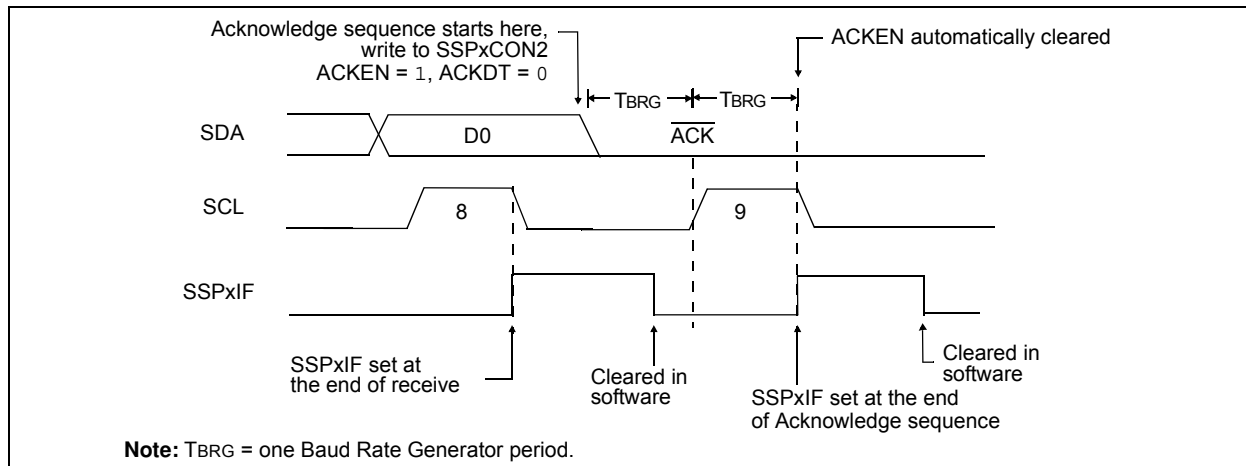 Acknowledge sequence starts here,
write to SSPxCON2
ACKEN = 1, ACKDT = 0
ACKEN automatically cleared
TBRG
TBRG
SDA
D0
ACK
SCL
8
9
SSPxIF
SSPxIF set at
the end of receive
Cleared in
software
SSPxIF set at the end
of Acknowledge sequence
Cleared in
software
Note: TBRG = one Baud Rate Generator period.